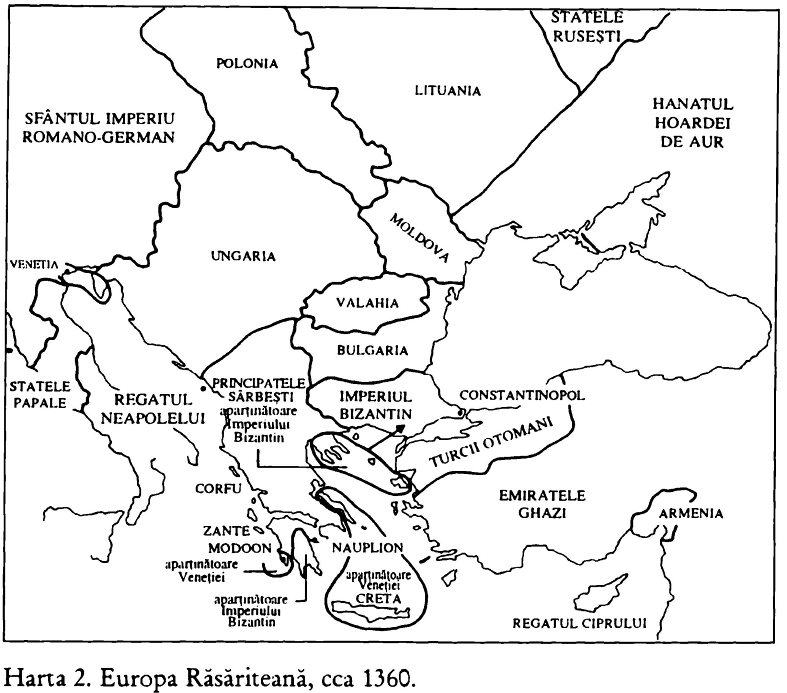 STATELE
RUSEȘTI
POLONIA
LITUANIA
SFÂNTUL IMPERIU
ROMANO-GERMAN
HANATUL
HOARDEI
DE AUR
MOLDOVA
UNGARIA
VENETIA
VALAHIA
BULGARIA
STATELE
PAPALE
REGATUL
NEAPOLELUI
PRINCIPATELE
SÂRBEȘTI
aparținătoare
Imperiului
Bizantin
IMPERIUL
BIZANTIN
CONSTANTINOPOL
TURCII OTOMANI
CORFU
EMIRATELE
GHAZI
ARMENIA
ZANTE
MODOON
aparținătoare
Veneției
NAUPLION
aparținătoare
Imperiului
Bizantin
aparținătoare
Veneției
CRETA
REGATUL CIPRULUI
Harta 2. Europa Răsăriteană, cca 1360.